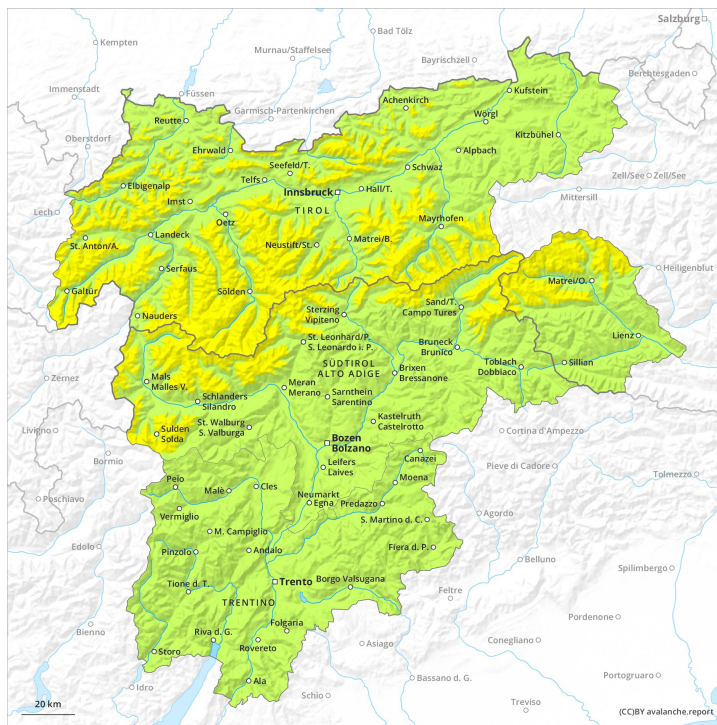 Salzburg
Bad Tölz
Kempten
Murnau/Staffelsee
Bayrischzell
Berchtesgaden
Immenstadt
Füssen
Garmisch-Partenkirchen
Achenkirch
Kufstein
Reutte
Wörgl
Oberstdorf
Ehrwald
Kitzbühel
Alpbach
Seefeld/T.
Schwaz
Zell/See
Zell/See
Elbigenalp
Telfs
Innsbruck
Hall/T.
Mittersill
Lech
Imst
TIROL
Oetz
Mayrhofen
St. Anton/A.
Landeck
Neustift/St.
Matrei/B.
Serfaus
Heiligenblut
Galtür
Sölden
Matrei/O.
Nauders
Sterzing
Vipiteno
Sand/T.
Campo Tures
Lienz
St. Leonhard/P.
S. Leonardo i. P.
Bruneck
Brunico
Toblach
Dobbiaco
Sillian
SÜDTIROL
ALTO ADIGE
Brixen
Bressanone
Zernez
Mals
Malles V.
Meran
Merano
Sarnthein
Sarentino
Schlanders
Silandro
Kastelruth
Castelrotto
St. Walburg
S. Valburga
Cortina d'Ampezzo
Livigno
Sulden
Solda
Bozen
Bolzano
Bormio
Canazei
Pieve di Cadore
Leifers
Laives
Tolmezzo
Poschiavo
Peio
Malè
Cles
Moena
Neumarkt
Egna
Predazzo
Vermiglio
Agordo
S. Martino d. C.
M. Campiglio
Edolo
Pinzolo
Andalo
Fiera d. P.
Belluno
Spilimbergo
Tione d. T.
Trento
Borgo Valsugana
Feltre
TRENTINO
Pordenone
Bienno
Folgaria
Riva d. G.
Rovereto
Asiago
Conegliano
Storo
Portogruaro
Idro
Ala
Bassano d. G.
Schio
Treviso
20 km
(CC)BY avalanche.report